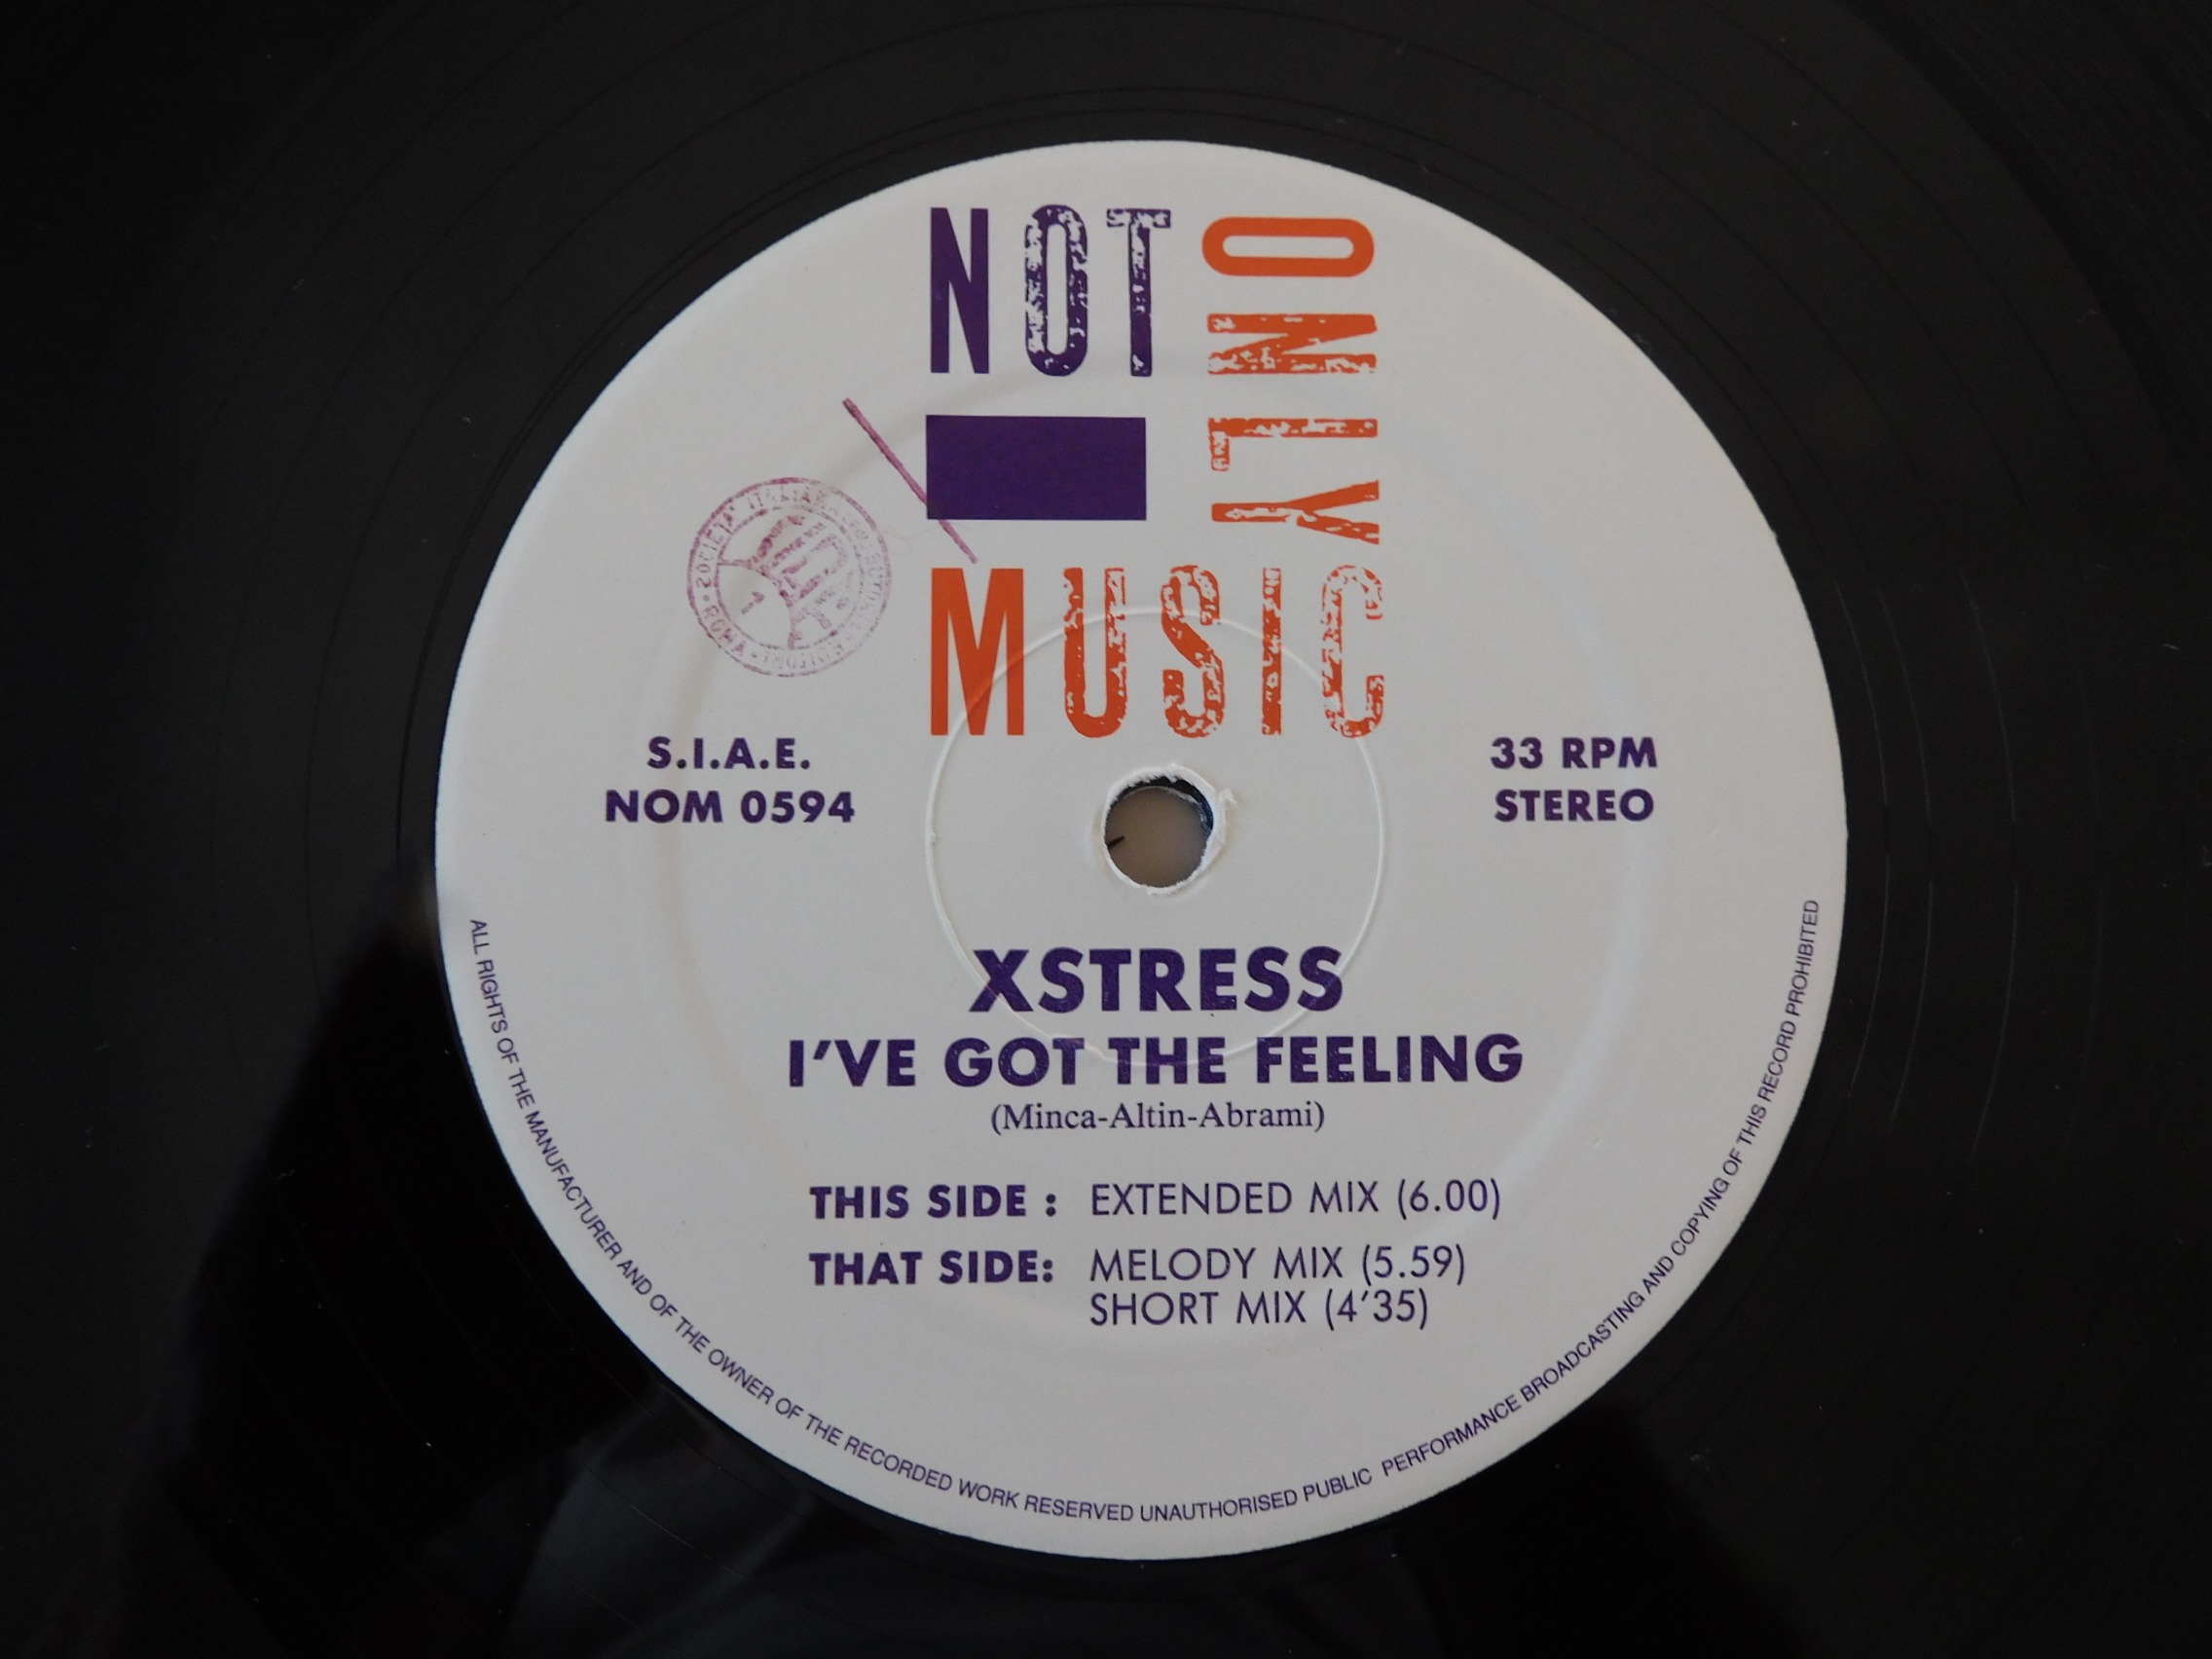 NOT
ONLY
MUSIC
ROMA
S.I.A.E.
NOM 0594
33 RPM
STEREO
XSTRESS
I'VE GOT THE FEELING
(Minca-Altin-Abrami)
THIS SIDE : EXTENDED MIX (6.00)
THAT SIDE: MELODY MIX (5.59)
SHORT MIX (4'35)
ALL RIGHTS OF THE MANUFACTURER AND OF THE OWNER OF THE RECORDED WORK RESERVED UNAUTHORISED PUBLIC PERFORMANCE BROADCASTING AND COPYING OF THIS RECORD PROHIBITED